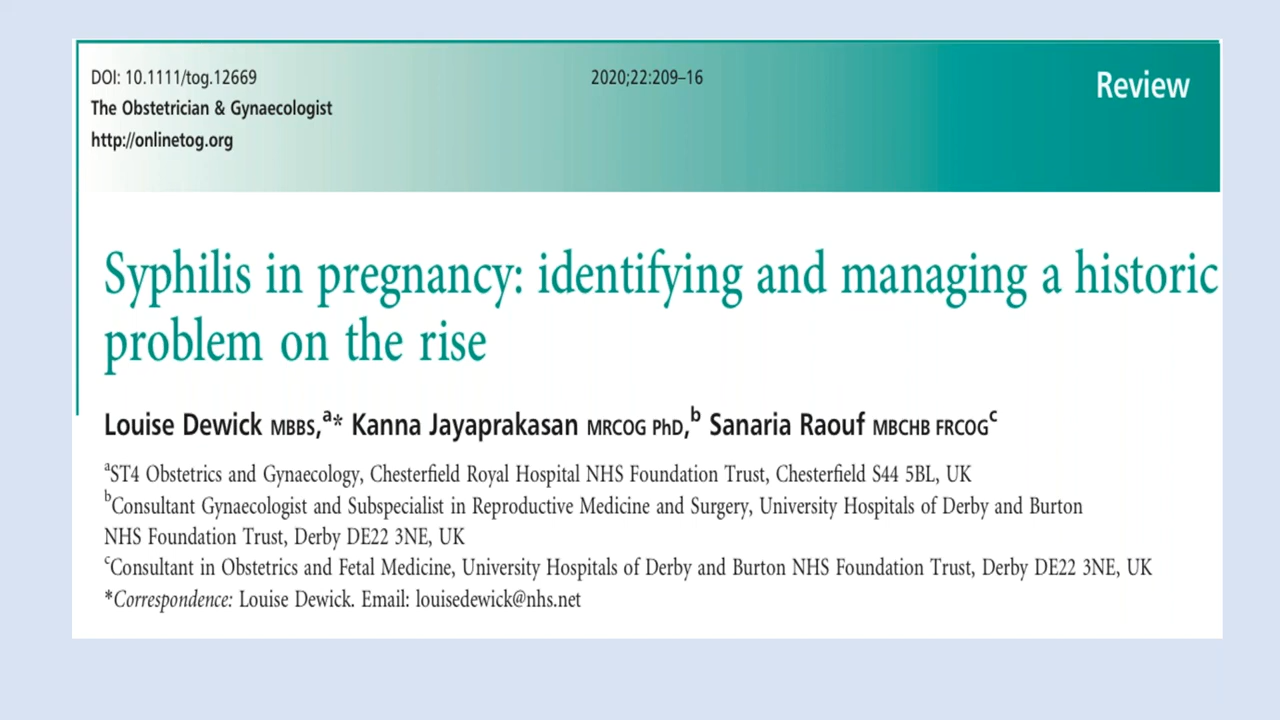 DOI: 10.1111/tog.12669
2020;22:209–16
Review
The Obstetrician & Gynaecologist
http://onlinetog.org
Syphilis in pregnancy: identifying and managing a historic
problem on the rise
Louise Dewick MBBS,a* Kanna Jayaprakasan MRCOG PhD,b Sanaria Raouf MBCHB FRCOGc
aST4 Obstetrics and Gynaecology, Chesterfield Royal Hospital NHS Foundation Trust, Chesterfield S44 5BL, UK
bConsultant Gynaecologist and Subspecialist in Reproductive Medicine and Surgery, University Hospitals of Derby and Burton
NHS Foundation Trust, Derby DE22 3NE, UK
cConsultant in Obstetrics and Fetal Medicine, University Hospitals of Derby and Burton NHS Foundation Trust, Derby DE22 3NE, UK
*Correspondence: Louise Dewick. Email: louisedewick@nhs.net